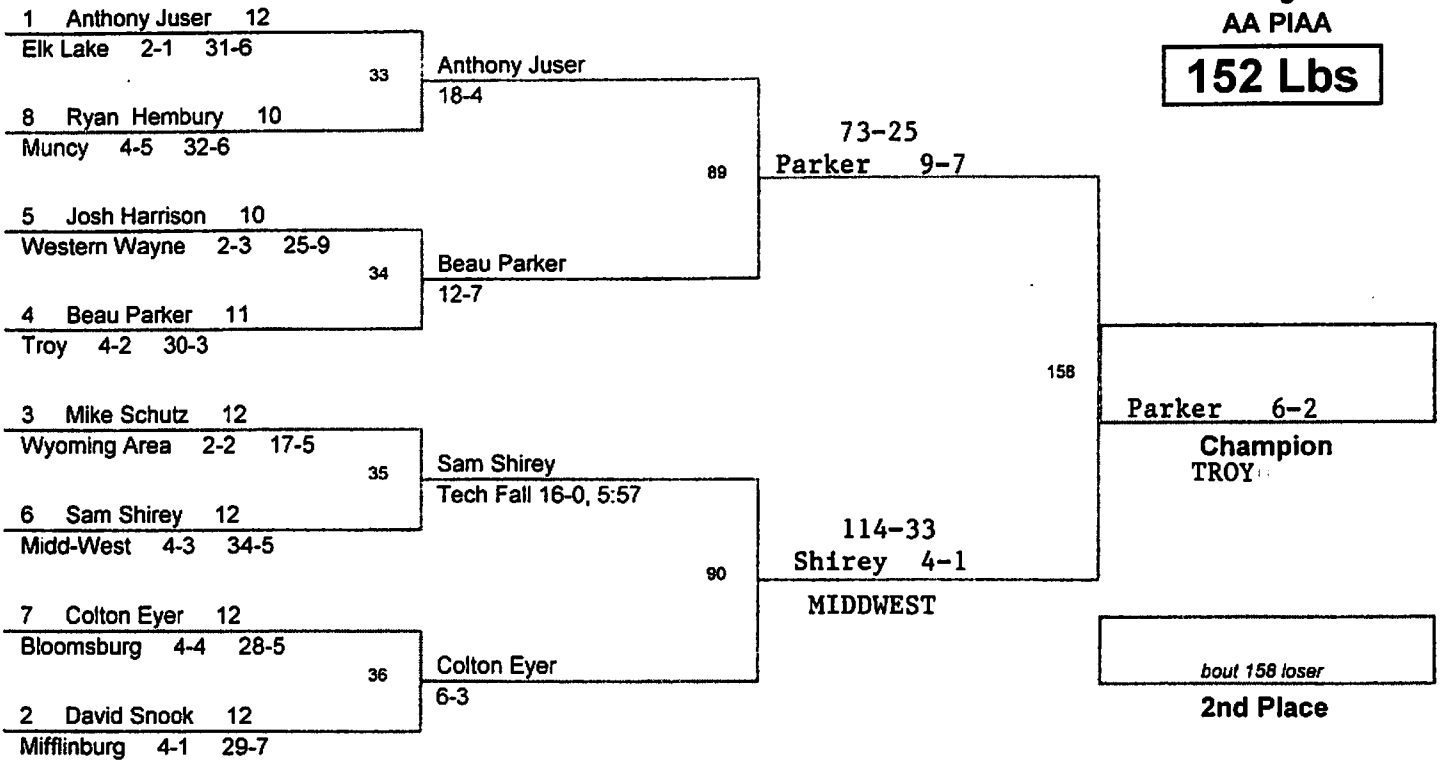 AA PIAA
152 Lbs
1 Anthony Juser 12
Elk Lake 2-1 31-6
33
Anthony Juser
18-4
8 Ryan Hembury 10
Muncy 4-5 32-6
73-25
89
Parker 9-7
5 Josh Harrison 10
Western Wayne 2-3 25-9
34
Beau Parker
12-7
4 Beau Parker 11
Troy 4-2 30-3
158
Parker 6-2
Champion
TROY
3 Mike Schutz 12
Wyoming Area 2-2 17-5
35
Sam Shirey
Tech Fall 16-0, 5:57
6 Sam Shirey 12
Midd-West 4-3 34-5
114-33
90
Shirey 4-1
MIDDWEST
7 Colton Eyer 12
Bloomsburg 4-4 28-5
36
Colton Eyer
6-3
2 David Snook 12
Mifflinburg 4-1 29-7
bout 158 loser
2nd Place